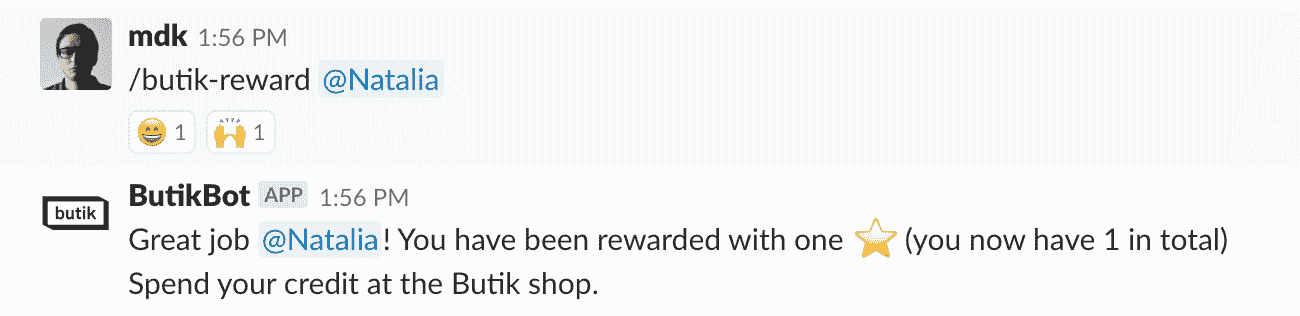 mdk 1:56 PM
/butik-reward @Natalia
😄 1 🙌 1
ButikBot APP 1:56 PM
butik
Great job @Natalia! You have been rewarded with one ⭐ (you now have 1 in total)
Spend your credit at the Butik shop.